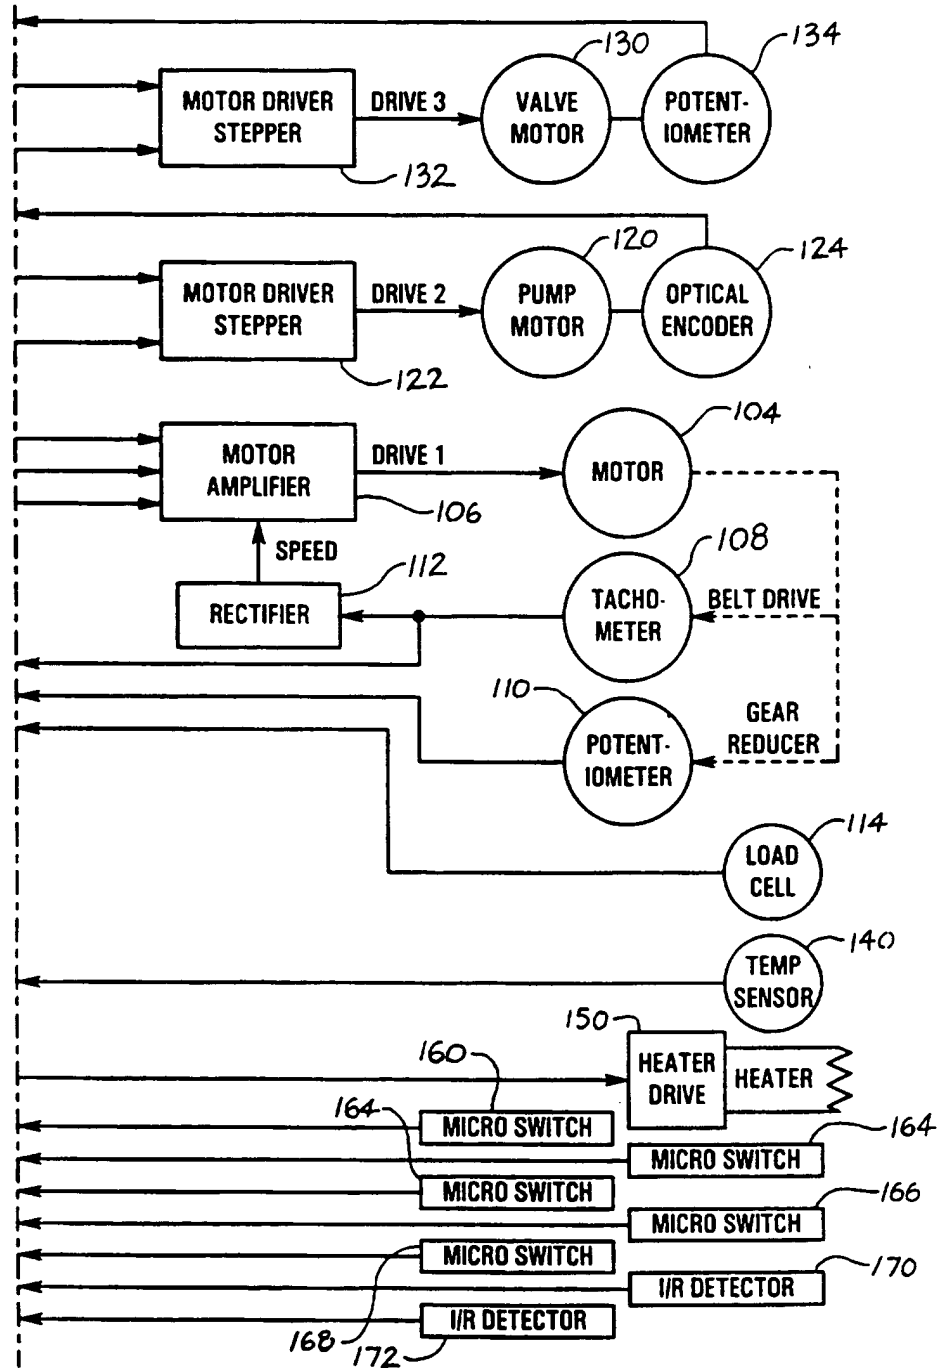 130
134
MOTOR DRIVER
STEPPER
DRIVE 3
VALVE
MOTOR
POTENT-
IOMETER
132
120
124
MOTOR DRIVER
STEPPER
DRIVE 2
PUMP
MOTOR
OPTICAL
ENCODER
122
104
MOTOR
AMPLIFIER
DRIVE 1
MOTOR
106
SPEED
112
108
RECTIFIER
TACHO-
METER
BELT DRIVE
110
POTENT-
IOMETER
GEAR
REDUCER
114
LOAD
CELL
140
TEMP
SENSOR
150
HEATER
DRIVE
HEATER
160
MICRO SWITCH
164
164
MICRO SWITCH
MICRO SWITCH
166
MICRO SWITCH
MICRO SWITCH
168
170
I/R DETECTOR
I/R DETECTOR
172